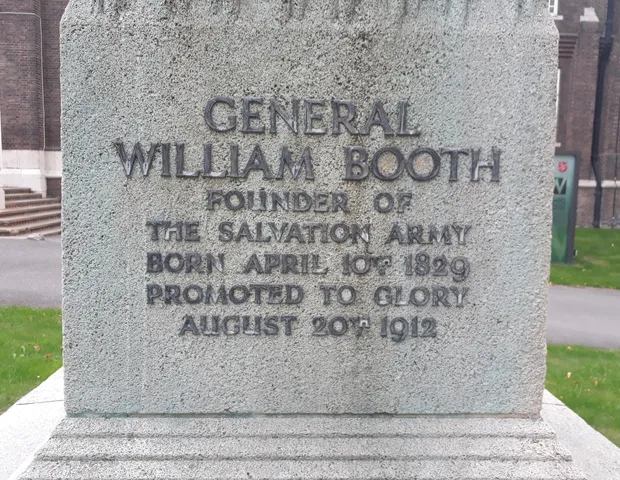 GENERAL
WILLIAM BOOTH
FOUNDER OF
THE SALVATION ARMY
BORN APRIL 10TH 1829
PROMOTED TO GLORY
AUGUST 20TH 1912